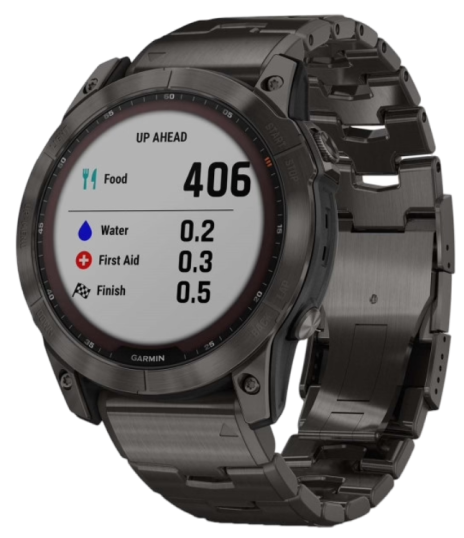 UP AHEAD
Food 406
Water 0.2
First Aid 0.3
Finish 0.5
GARMIN